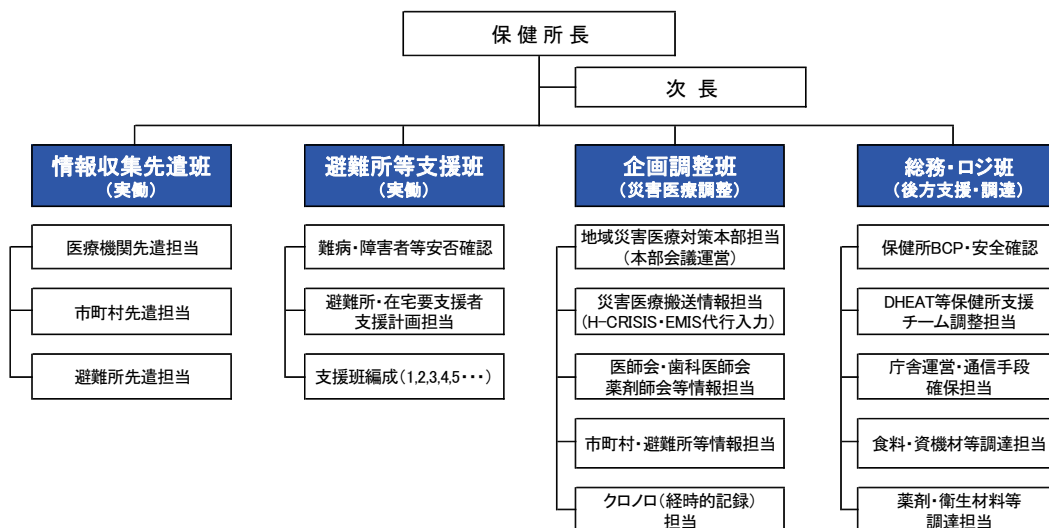 保健所長
次 長
情報収集先遣班
(実働)
医療機関先遣担当
市町村先遣担当
避難所先遣担当
避難所等支援班
(実働)
難病・障害者等安否確認
避難所・在宅要支援者
支援計画担当
支援班編成(1,2,3,4,5・・・)
企画調整班
(災害医療調整)
地域災害医療対策本部担当
(本部会議運営)
災害医療搬送情報担当
(H-CRISIS・EMIS代行入力)
医師会・歯科医師会
薬剤師会等情報担当
市町村・避難所等情報担当
クロノロ(経時的記録)
担当
総務・ロジ班
(後方支援・調達)
保健所BCP・安全確認
DHEAT等保健所支援
チーム調整担当
庁舎運営・通信手段
確保担当
食料・資機材等調達担当
薬剤・衛生材料等
調達担当